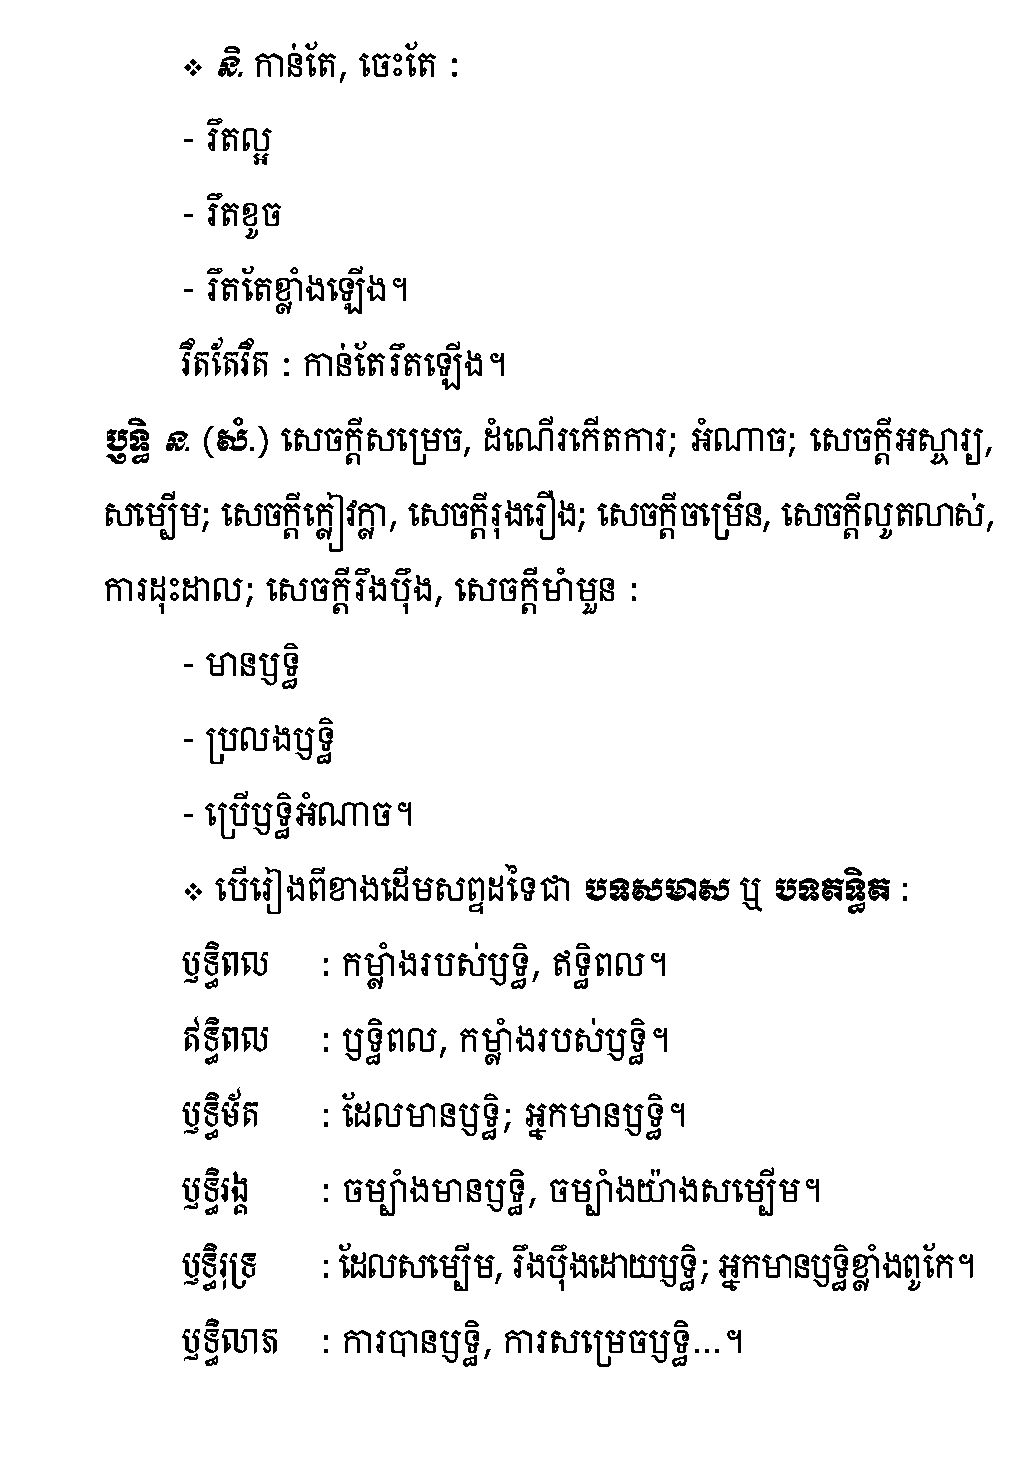 ❖ និ. កាន់តែ, ចេះតែ :
- រឹតល្អ
- រឹតខូច
- រឹតតែខ្លាំងឡើង។
រឹតតែរឹត : កាន់តែរឹតឡើង។
ឫទ្ធិ ន. (សំ.) សេចក្ដីសម្រេច, ដំណើរកើតការ; អំណាច; សេចក្ដីអស្ចារ្យ,
សម្បើម; សេចក្ដីក្លៀវក្លា, សេចក្ដីរុងរឿង; សេចក្ដីចម្រើន, សេចក្ដីលូតលាស់,
ការដុះដាល; សេចក្ដីរឹងប៉ឹង, សេចក្ដីមាំមួន :
- មានឫទ្ធិ
- ប្រលងឫទ្ធិ
- ប្រើឫទ្ធិអំណាច។
❖ បើរៀងពីខាងដើមសព្ទដទៃជា បទសមាស ឬ បទតទ្ធិត :
ឫទ្ធិពល : កម្លាំងរបស់ឫទ្ធិ, ឥទ្ធិពល។
ឥទ្ធិពល : ឫទ្ធិពល, កម្លាំងរបស់ឫទ្ធិ។
ឫទ្ធិម័ត : ដែលមានឫទ្ធិ; អ្នកមានឫទ្ធិ។
ឫទ្ធិរង្គ : ចម្បាំងមានឫទ្ធិ, ចម្បាំងយ៉ាងសម្បើម។
ឫទ្ធិរុទ្រ : ដែលសម្បើម, រឹងប៉ឹងដោយឫទ្ធិ; អ្នកមានឫទ្ធិខ្លាំងពូកែ។
ឫទ្ធិលាភ : ការបានឫទ្ធិ, ការសម្រេចឫទ្ធិ...។